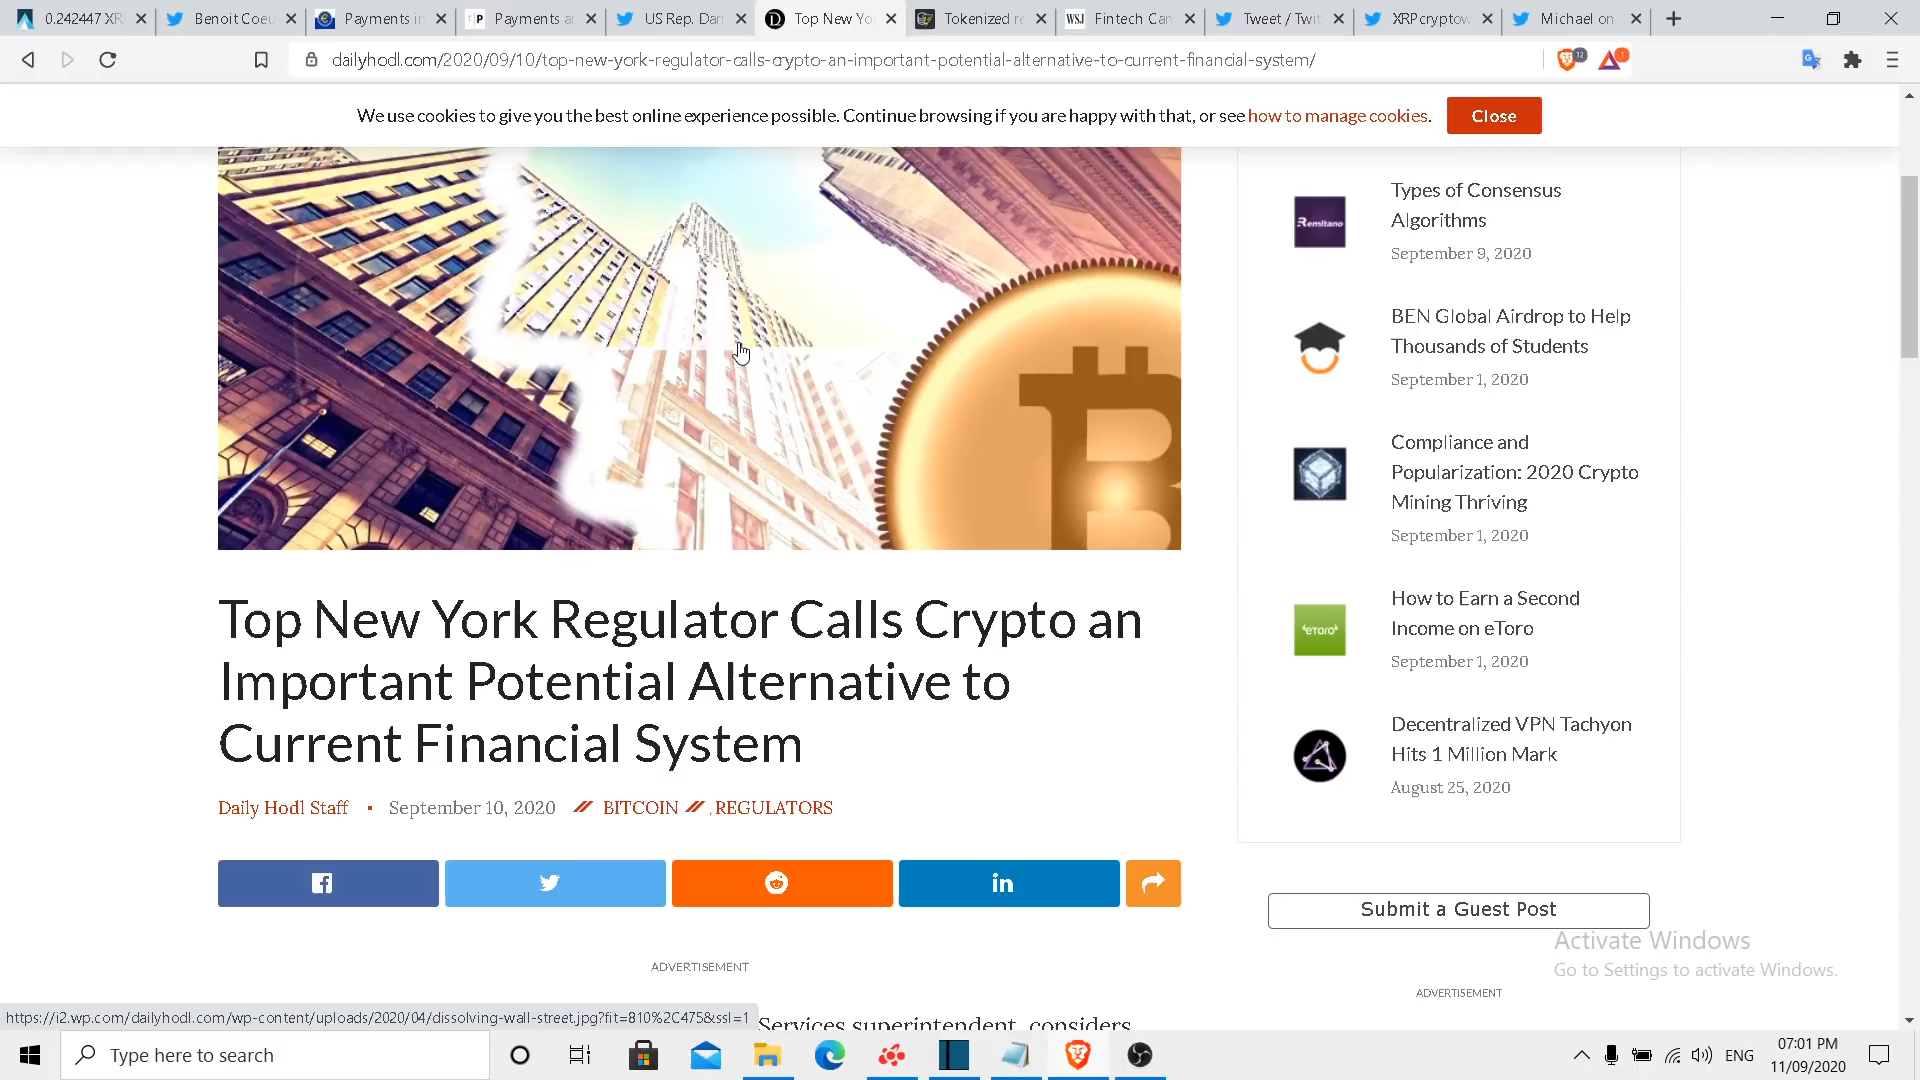 0.242447 XR
Benoit Coeu
Payments in
Payments a
US Rep. Dar
Top New Yo
Tokenized re
Fintech Can
Tweet / Twit
XRPcryptow
Michael on
dailyhodl.com/2020/09/10/top-new-york-regulator-calls-crypto-an-important-potential-alternative-to-current-financial-system/
12
1
We use cookies to give you the best online experience possible. Continue browsing if you are happy with that, or see how to manage cookies.
Close
Top New York Regulator Calls Crypto an
Important Potential Alternative to
Current Financial System
Daily Hodl Staff ▪ September 10, 2020 // BITCOIN // , REGULATORS
ADVERTISEMENT
Services superintendent, considers
Remitano
Types of Consensus
Algorithms
September 9, 2020
BEN Global Airdrop to Help
Thousands of Students
September 1, 2020
Compliance and
Popularization: 2020 Crypto
Mining Thriving
September 1, 2020
eToro
How to Earn a Second
Income on eToro
September 1, 2020
Decentralized VPN Tachyon
Hits 1 Million Mark
August 25, 2020
Submit a Guest Post
Activate Windows
Go to Settings to activate Windows.
ADVERTISEMENT
https://i2.wp.com/dailyhodl.com/wp-content/uploads/2020/04/dissolving-wall-street.jpg?fit=810%2C475&ssl=1
Type here to search
ENG
07:01 PM
11/09/2020